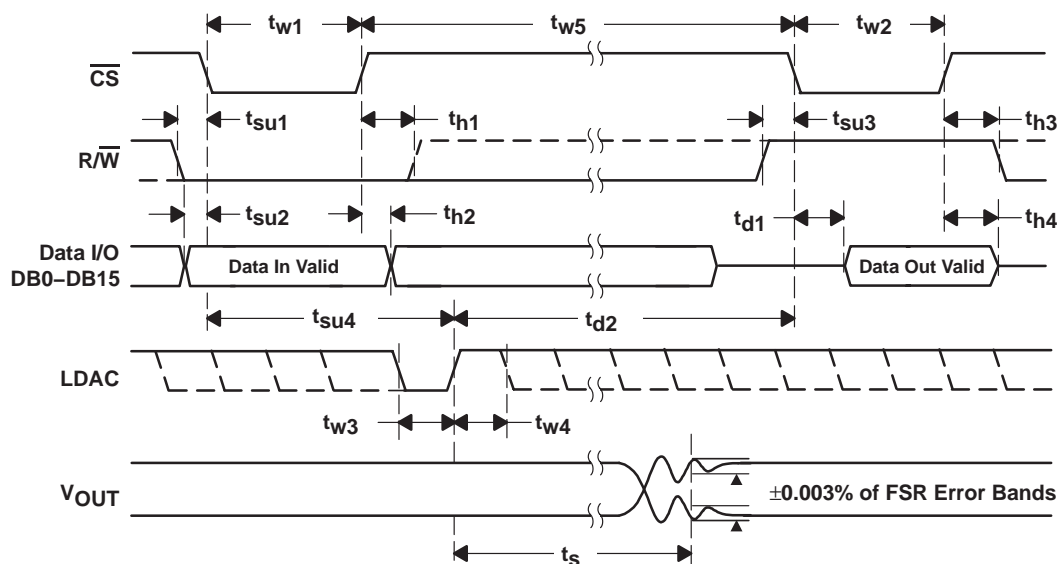 tw1 tw5 tw2
CS
tsu1 th1 tsu3 th3
R/W
tsu2 th2 td1 th4
Data I/O
DB0–DB15
Data In Valid Data Out Valid
tsu4 td2
LDAC
tw3 tw4
VOUT
±0.003% of FSR Error Bands
ts